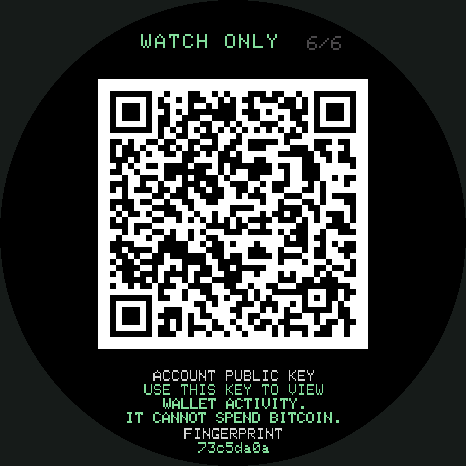 WATCH ONLY 6/6
ACCOUNT PUBLIC KEY
USE THIS KEY TO VIEW
WALLET ACTIVITY.
IT CANNOT SPEND BITCOIN.
FINGERPRINT
73c5da0a